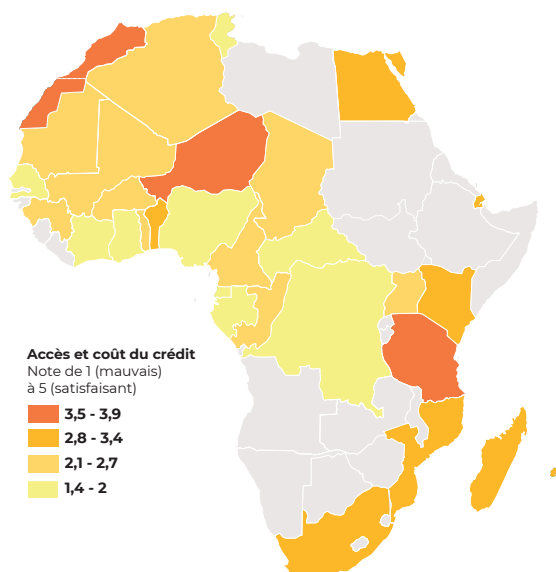 Accès et coût du crédit
Note de 1 (mauvais)
à 5 (satisfaisant)
3,5 - 3,9
2,8 - 3,4
2,1 - 2,7
1,4 - 2